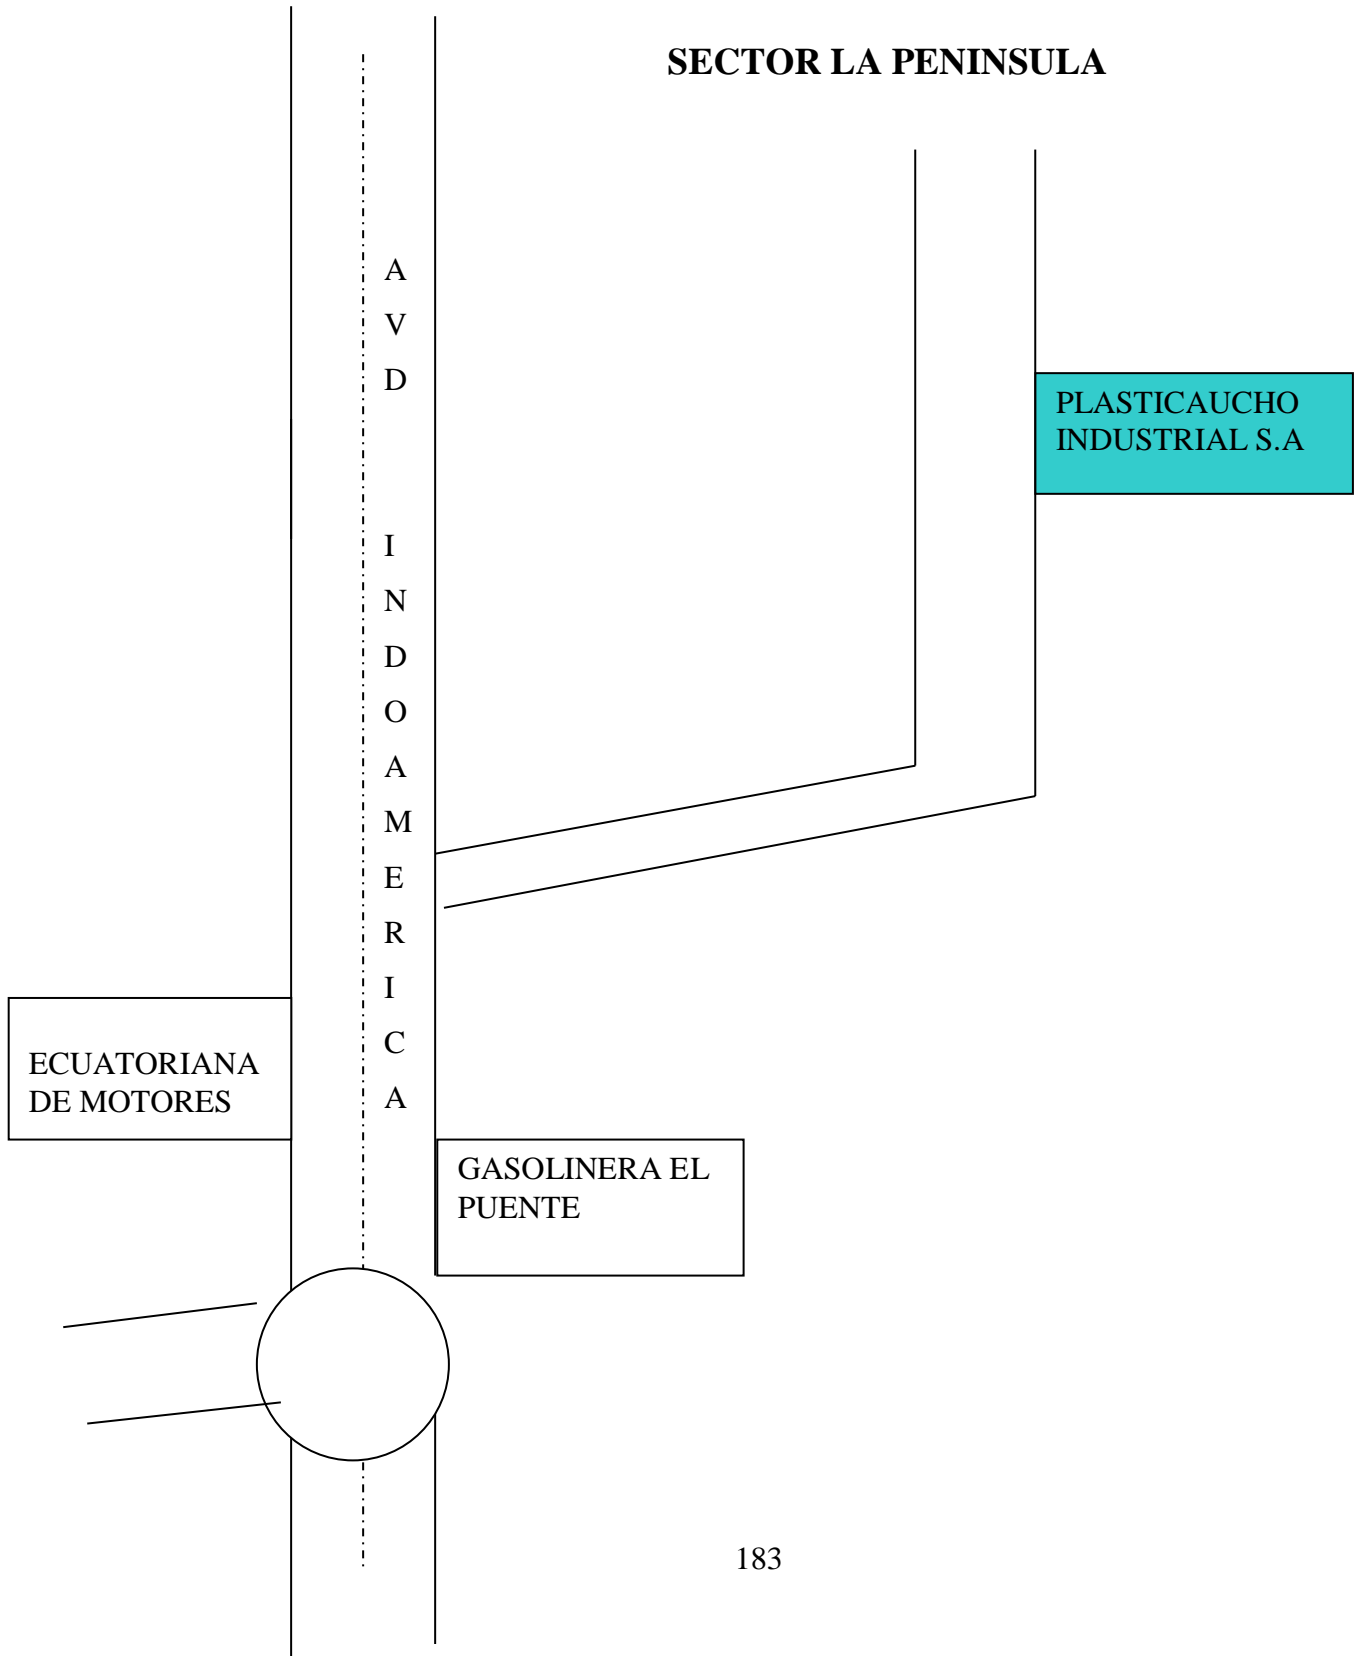 SECTOR LA PENINSULA
A
V
D
I
N
D
O
A
M
E
R
I
C
A
PLASTICAUCHO
INDUSTRIAL S.A
ECUATORIANA
DE MOTORES
GASOLINERA EL
PUENTE
183